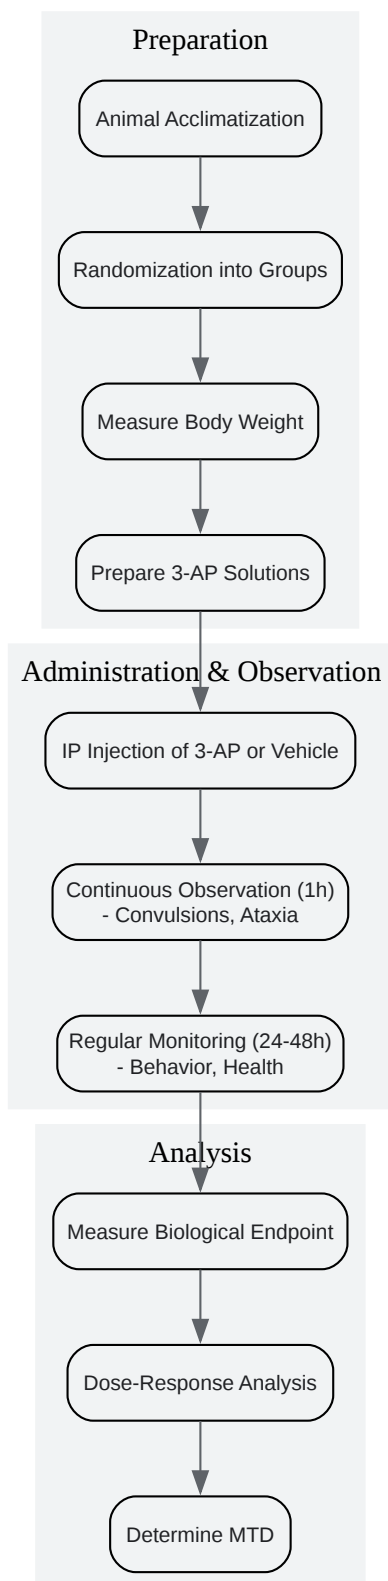 Preparation
Animal Acclimatization
Randomization into Groups
Measure Body Weight
Prepare 3-AP Solutions
Administration & Observation
IP Injection of 3-AP or Vehicle
Continuous Observation (1h)
- Convulsions, Ataxia
Regular Monitoring (24-48h)
- Behavior, Health
Analysis
Measure Biological Endpoint
Dose-Response Analysis
Determine MTD